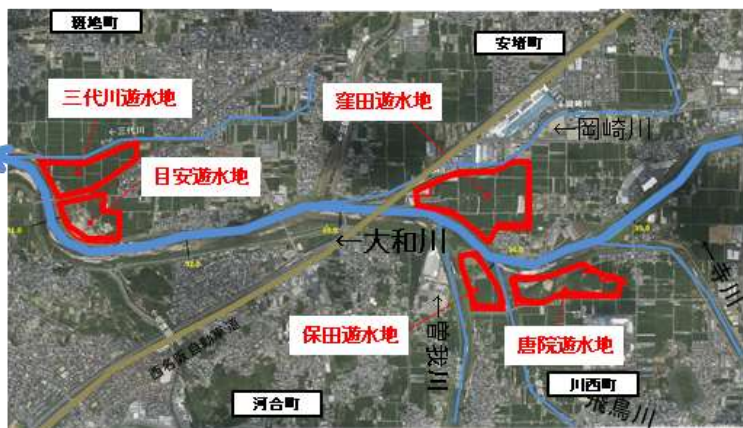 斑鳩町
安堵町
三代川遊水地
窪田遊水地
←三代川
←岡崎川
目安遊水地
←大和川
←寺川
保田遊水地
←曽我川
唐院遊水地
西名阪自動車道
河合町
川西町
飛鳥川